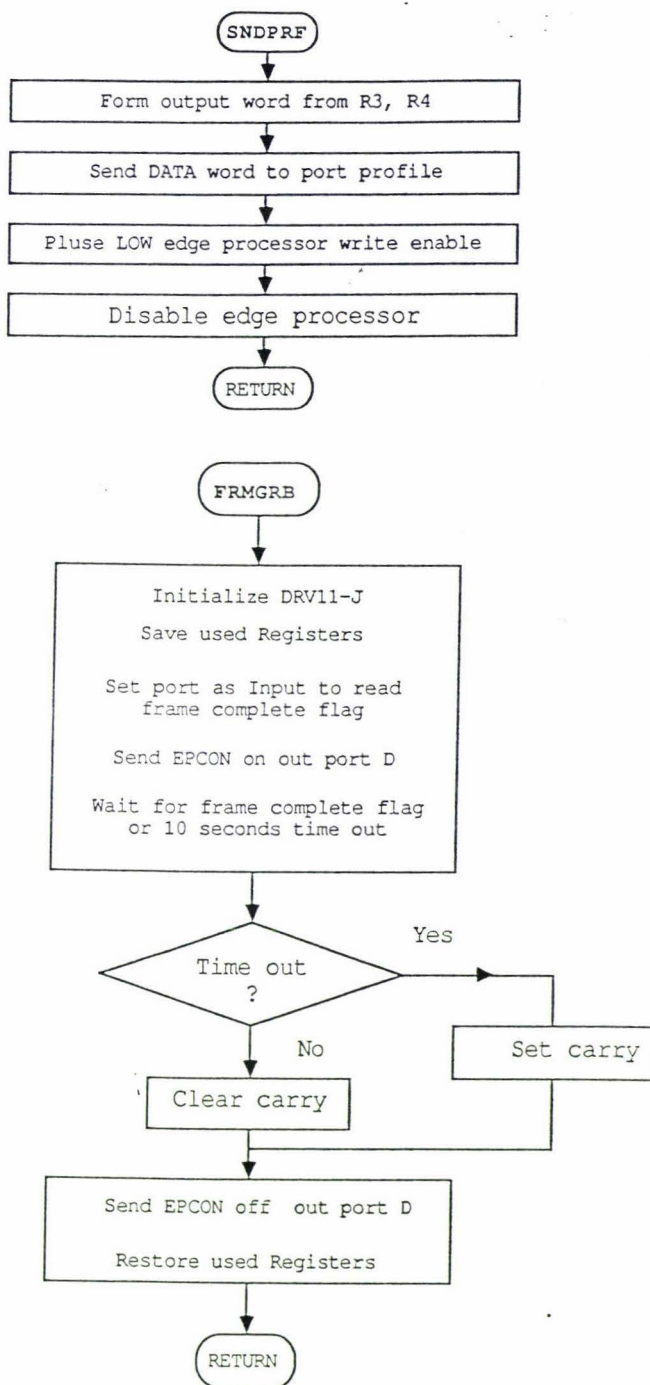 SNDPRF
Form output word from R3, R4
Send DATA word to port profile
Pluse LOW edge processor write enable
Disable edge processor
RETURN
FRMGRB
Initialize DRV11-J
Save used Registers
Set port as Input to read
frame complete flag
Send EPCON on out port D
Wait for frame complete flag
or 10 seconds time out
Yes
Time out
?
No
Set carry
Clear carry
Send EPCON off out port D
Restore used Registers
RETURN